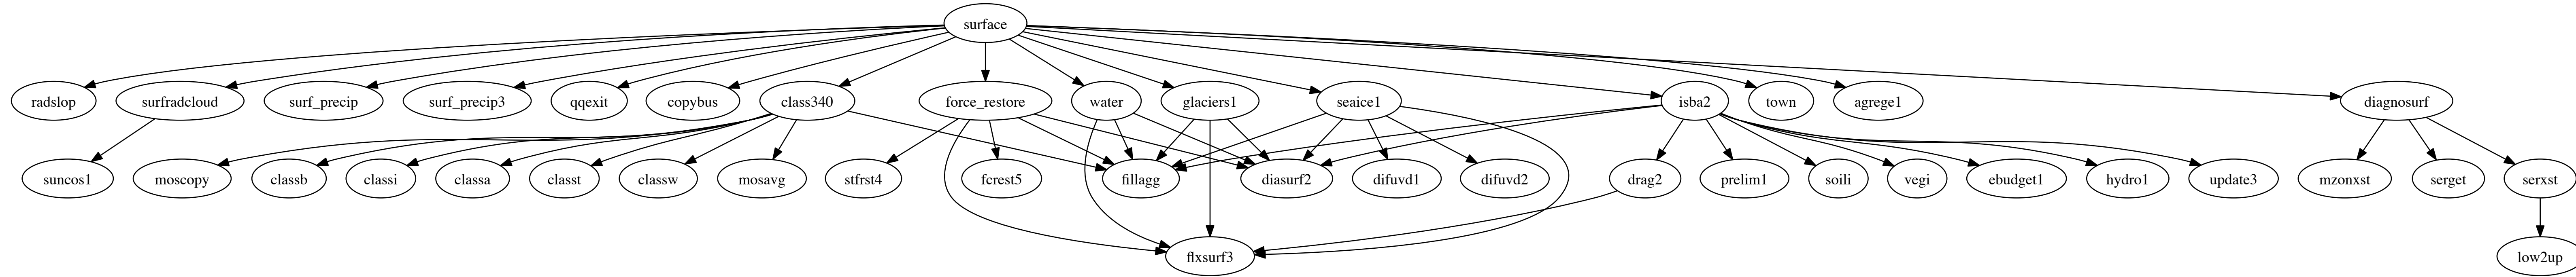 surface
radslop
surfradcloud
surf_precip
surf_precip3
qqexit
copybus
class340
force_restore
water
glaciers1
seaice1
isba2
town
agrege1
diagnosurf
suncos1
moscopy
classb
classi
classa
classt
classw
mosavg
stfrst4
fcrest5
fillagg
diasurf2
difuvd1
difuvd2
drag2
prelim1
soili
vegi
ebudget1
hydro1
update3
mzonxst
serget
serxst
flxsurf3
low2up